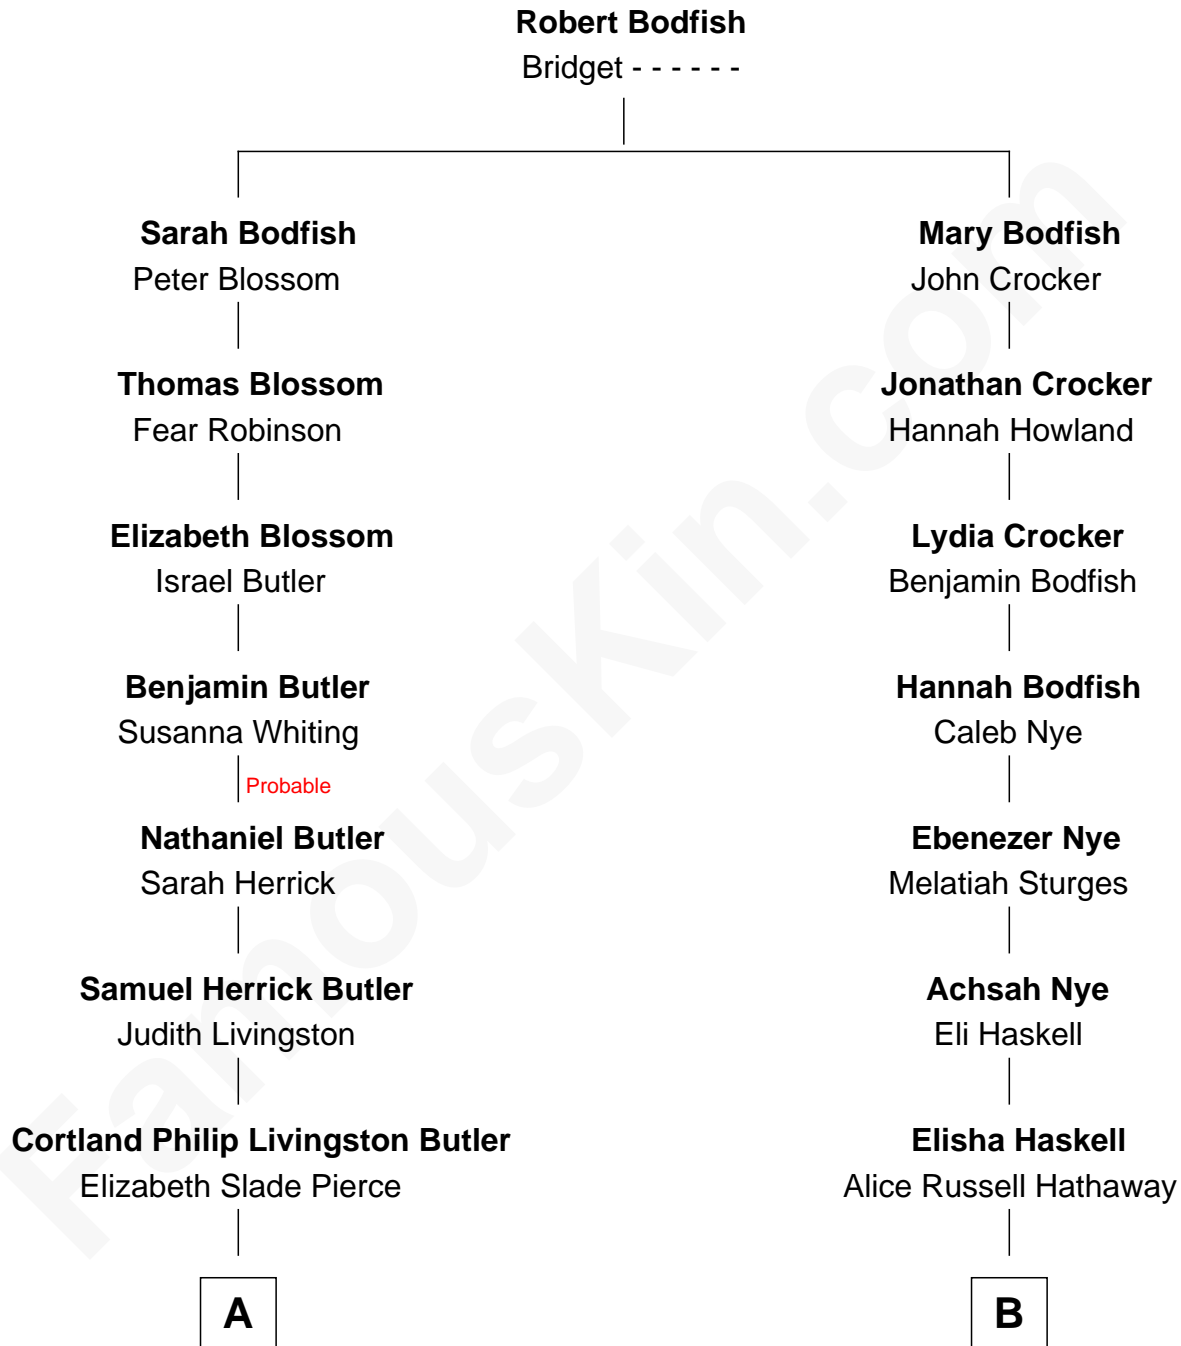 Robert Bodfish
Bridget - - - - - -
Sarah Bodfish
Peter Blossom
Mary Bodfish
John Crocker
Thomas Blossom
Fear Robinson
Jonathan Crocker
Hannah Howland
Elizabeth Blossom
Israel Butler
Lydia Crocker
Benjamin Bodfish
Benjamin Butler
Susanna Whiting
Hannah Bodfish
Caleb Nye
Probable
Nathaniel Butler
Sarah Herrick
Ebenezer Nye
Melatiah Sturges
Samuel Herrick Butler
Judith Livingston
Achsah Nye
Eli Haskell
Cortland Philip Livingston Butler
Elizabeth Slade Pierce
Elisha Haskell
Alice Russell Hathaway
A
B
FamousKin.com